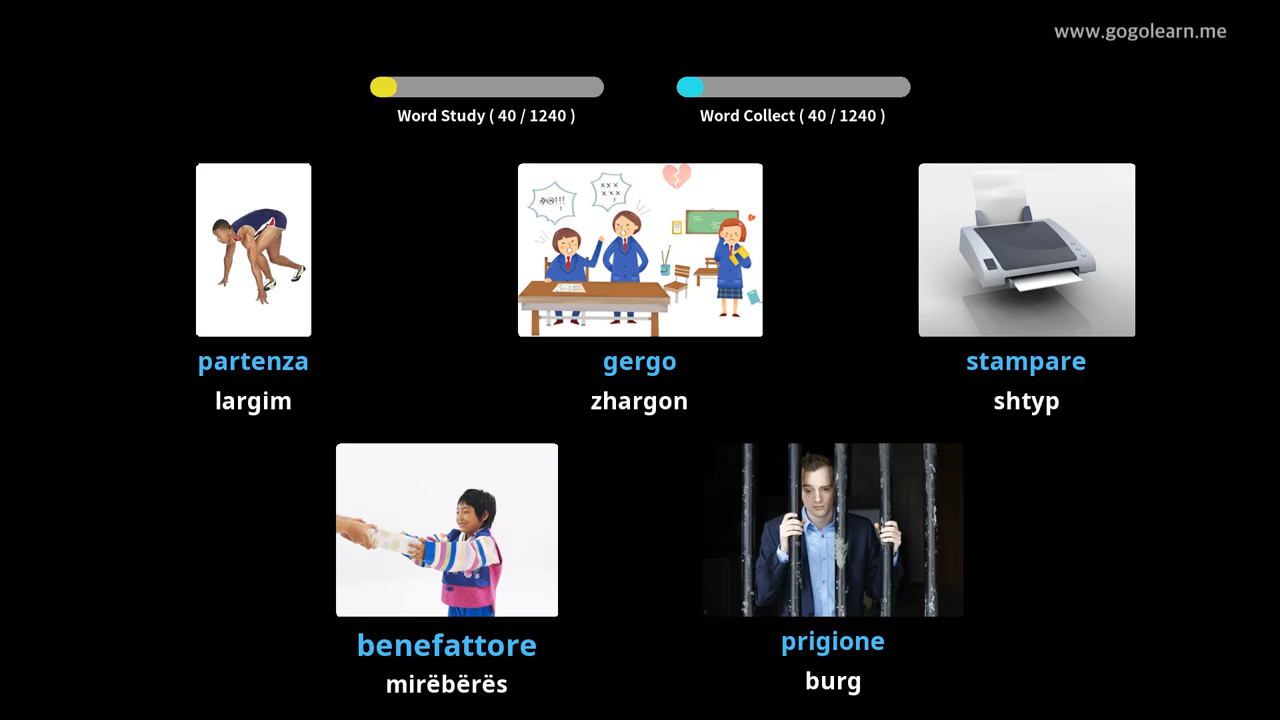 www.gogolearn.me
Word Study ( 40 / 1240 )
Word Collect ( 40 / 1240 )
partenza
largim
gergo
zhargon
stampare
shtyp
benefattore
mirëbërës
prigione
burg